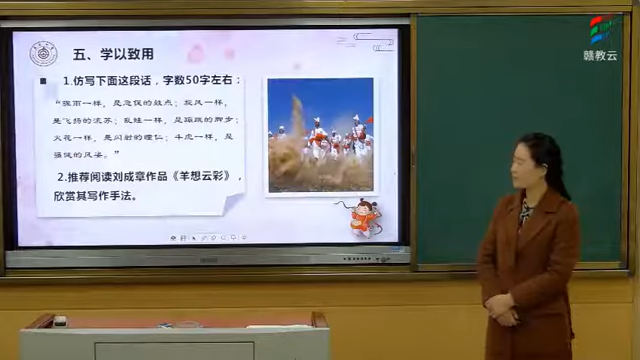 赣教云
五、学以致用
1.仿写下面这段话，字数50字左右：
“骤雨一样，是急促的鼓点；旋风一样，
是飞扬的流苏；乱蛙一样，是蹦跳的脚步；
火花一样，是闪射的瞳仁；斗虎一样，是
强健的风姿。”
2.推荐阅读刘成章作品《羊想云彩》，
欣赏其写作手法。